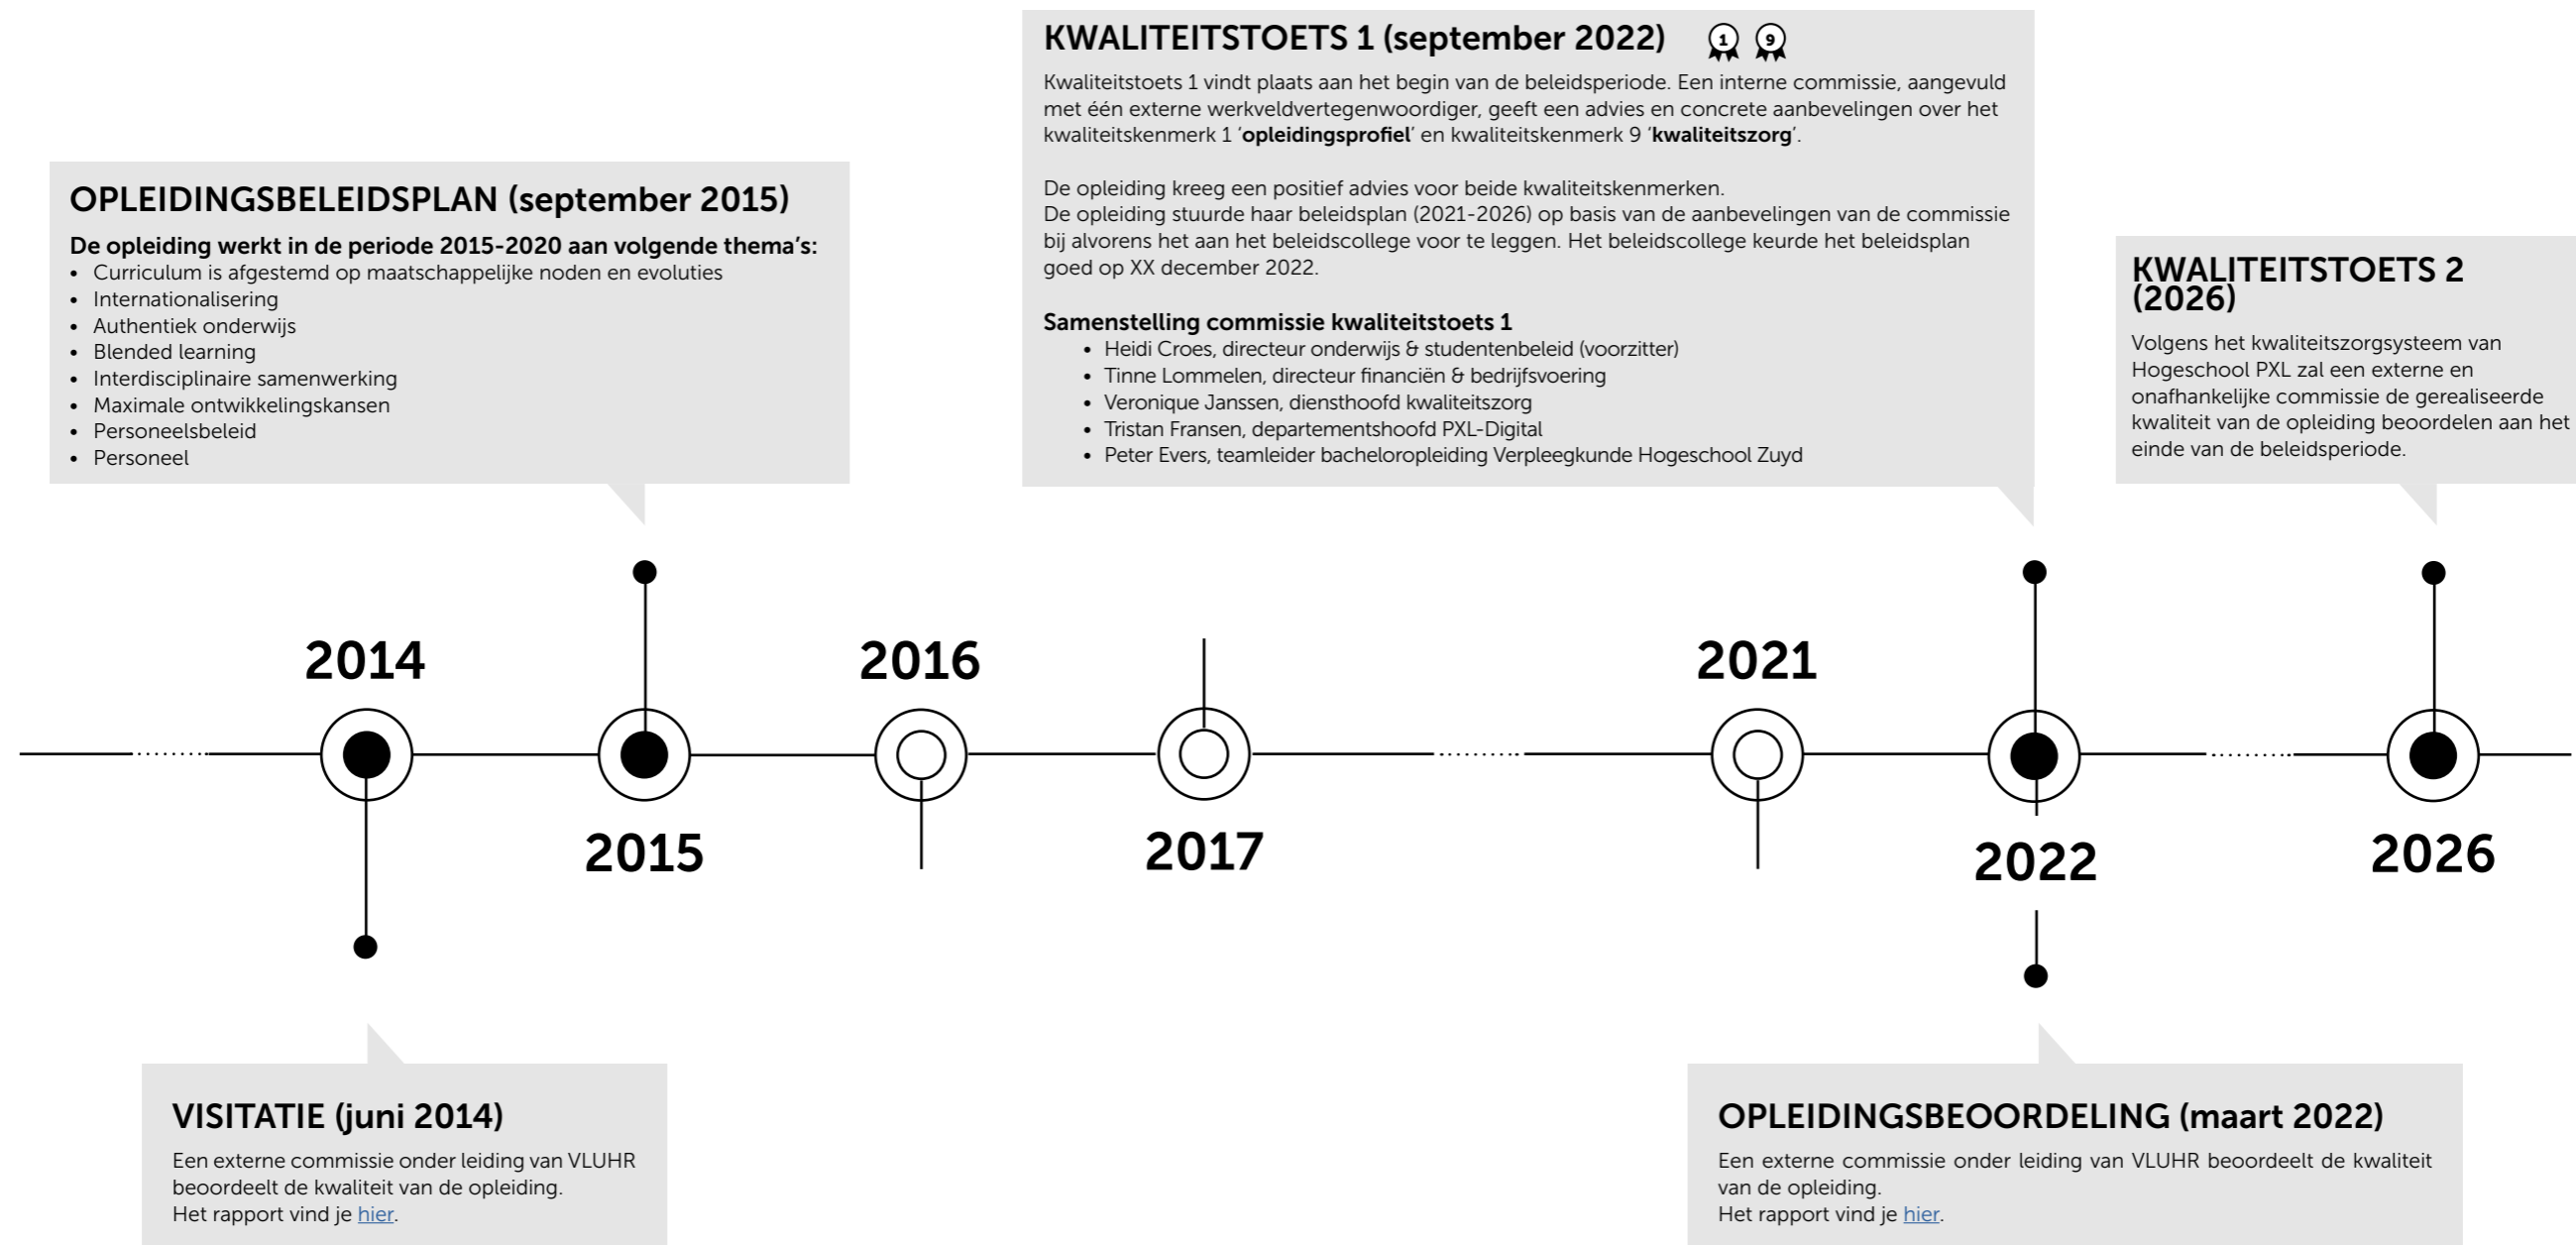 OPLEIDINGSBELEIDSPLAN (september 2015)
De opleiding werkt in de periode 2015-2020 aan volgende thema's:
• Curriculum is afgestemd op maatschappelijke noden en evoluties
• Internationalisering
• Authentiek onderwijs
• Blended learning
• Interdisciplinaire samenwerking
• Maximale ontwikkelingskansen
• Personeelsbeleid
• Personeel
KWALITEITSTOETS 1 (september 2022) 1 9
Kwaliteitstoets 1 vindt plaats aan het begin van de beleidsperiode. Een interne commissie, aangevuld
met één externe werkveldvertegenwoordiger, geeft een advies en concrete aanbevelingen over het
kwaliteitskenmerk 1 'opleidingsprofiel' en kwaliteitskenmerk 9 'kwaliteitszorg'.
De opleiding kreeg een positief advies voor beide kwaliteitskenmerken.
De opleiding stuurde haar beleidsplan (2021-2026) op basis van de aanbevelingen van de commissie
bij alvorens het aan het beleidscollege voor te leggen. Het beleidscollege keurde het beleidsplan
goed op XX december 2022.
Samenstelling commissie kwaliteitstoets 1
• Heidi Croes, directeur onderwijs & studentenbeleid (voorzitter)
• Tinne Lommelen, directeur financiën & bedrijfsvoering
• Veronique Janssen, diensthoofd kwaliteitszorg
• Tristan Fransen, departementshoofd PXL-Digital
• Peter Evers, teamleider bacheloropleiding Verpleegkunde Hogeschool Zuyd
KWALITEITSTOETS 2
(2026)
Volgens het kwaliteitszorgsysteem van
Hogeschool PXL zal een externe en
onafhankelijke commissie de gerealiseerde
kwaliteit van de opleiding beoordelen aan het
einde van de beleidsperiode.
2014
2015
2016
2017
2021
2022
2026
VISITATIE (juni 2014)
Een externe commissie onder leiding van VLUHR
beoordeelt de kwaliteit van de opleiding.
Het rapport vind je hier.
OPLEIDINGSBEOORDELING (maart 2022)
Een externe commissie onder leiding van VLUHR beoordeelt de kwaliteit
van de opleiding.
Het rapport vind je hier.